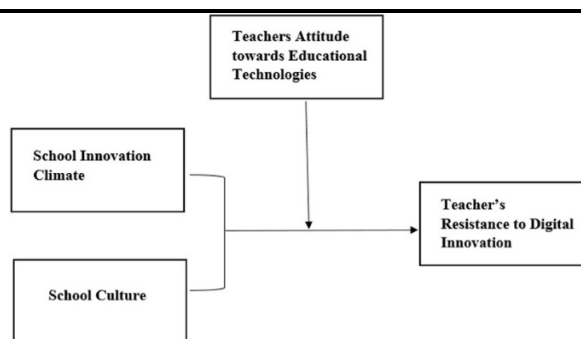 Teachers Attitude
towards Educational
Technologies
School Innovation
Climate
Teacher's
Resistance to Digital
Innovation
School Culture